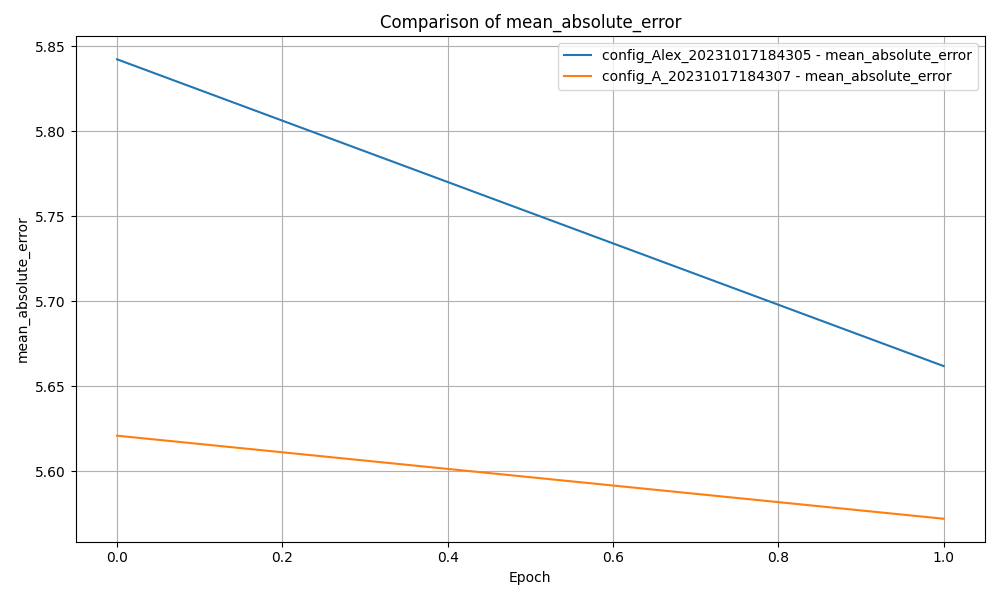 Comparison of mean_absolute_error
config_Alex_20231017184305 - mean_absolute_error
config_A_20231017184307 - mean_absolute_error
mean_absolute_error
5.85
5.80
5.75
5.70
5.65
5.60
0.0 0.2 0.4 0.6 0.8 1.0
Epoch